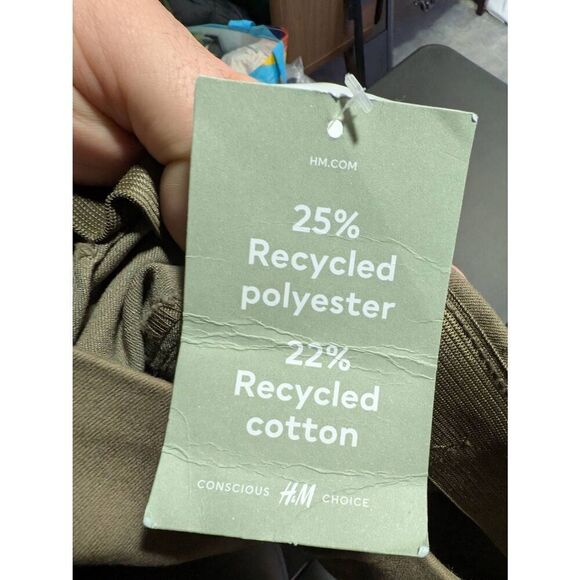 HM.COM
25%
Recycled
polyester
22%
Recycled
cotton
CONSCIOUS H&M CHOICE